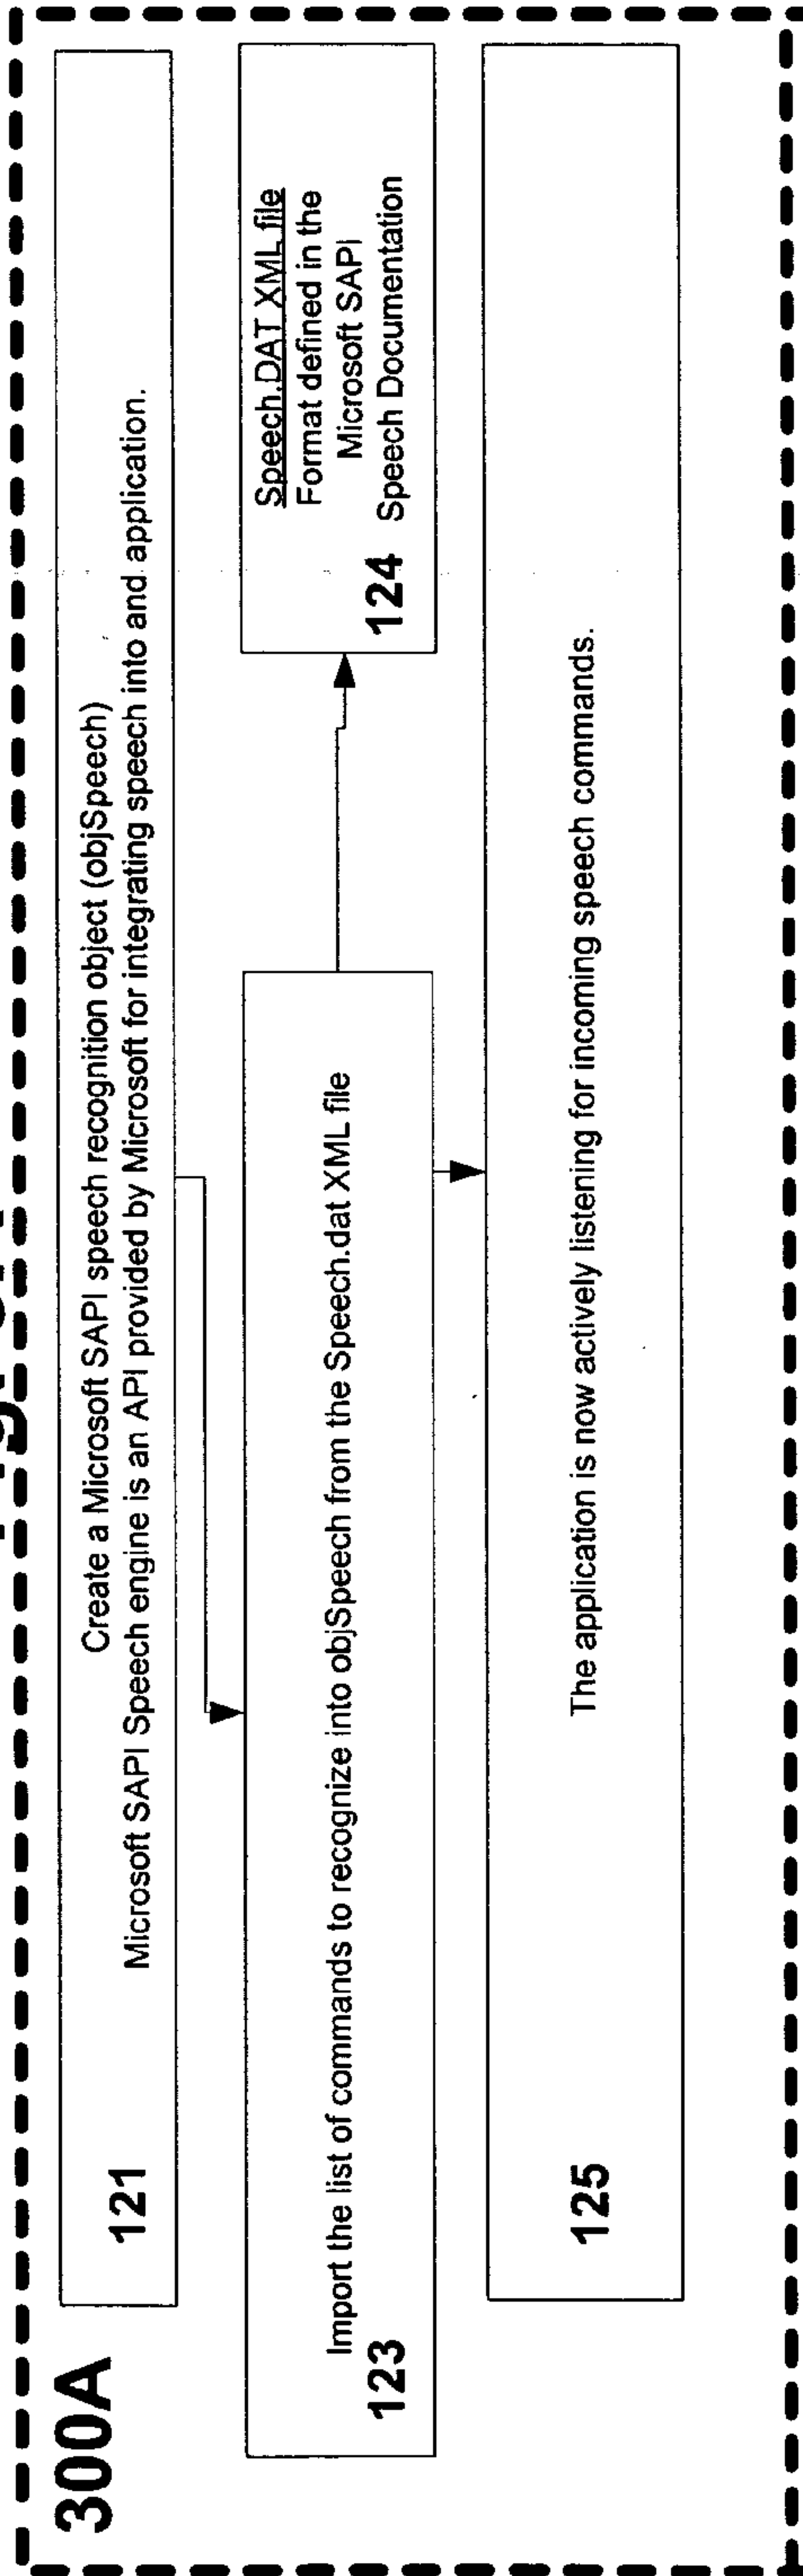 300A
121
Create a Microsoft SAPI speech recognition object (objSpeech)
Microsoft SAPI Speech engine is an API provided by Microsoft for integrating speech into and application.
Import the list of commands to recognize into objSpeech from the Speech.dat XML file
123
Speech.DAT XML file
Format defined in the
Microsoft SAPI
124 Speech Documentation
The application is now actively listening for incoming speech commands.
125